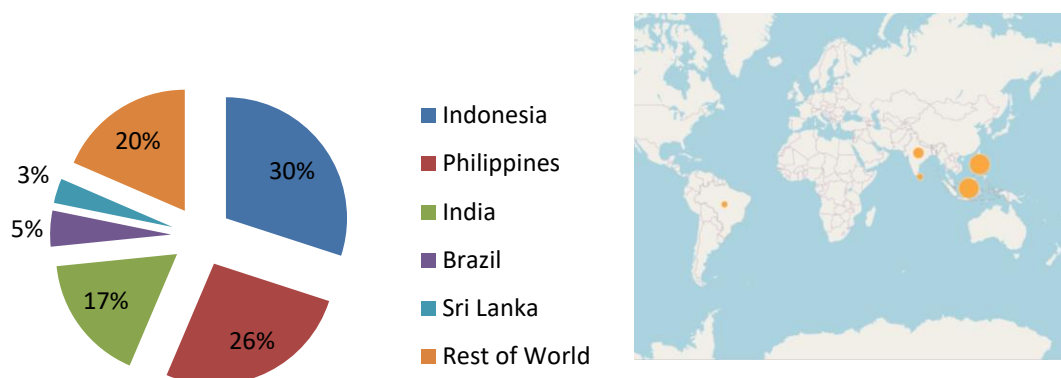 20%
30%
3%
5%
17%
26%
Indonesia
Philippines
India
Brazil
Sri Lanka
Rest of World